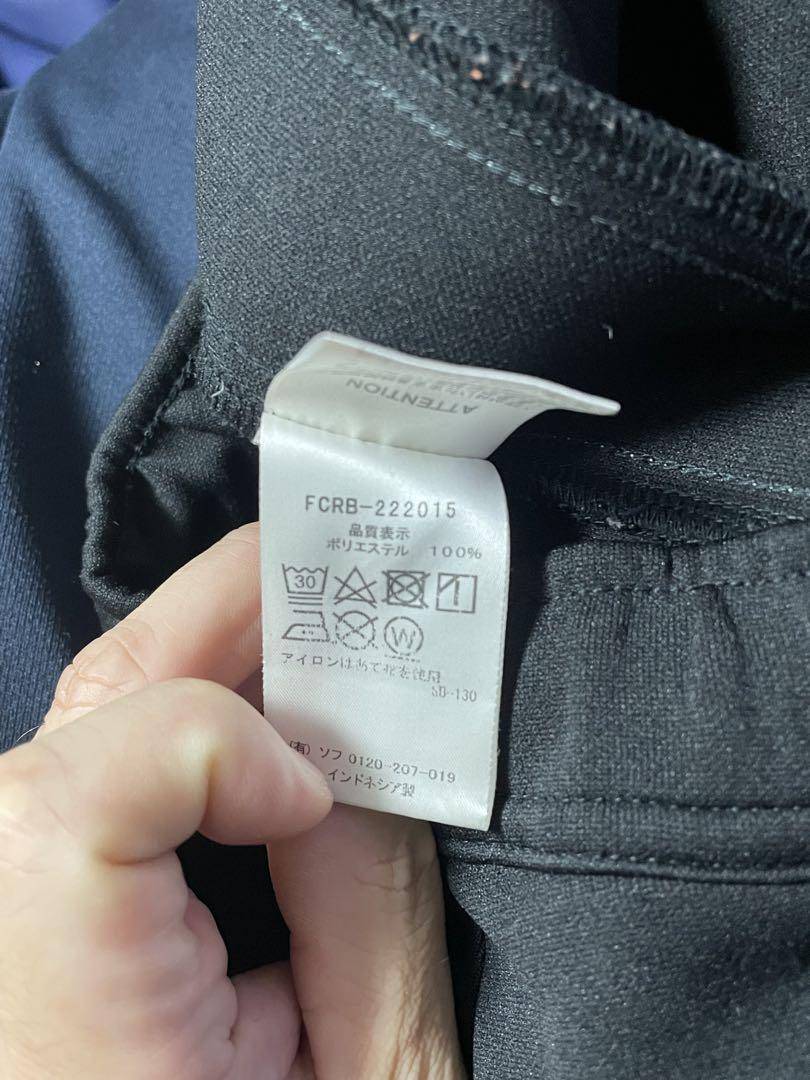 ATTENTION
FCRB-222015
品質表示
ポリエステル 100%
30
W
アイロンはあて布を使用
SD-130
(有) ソフ 0120-207-019
インドネシア製